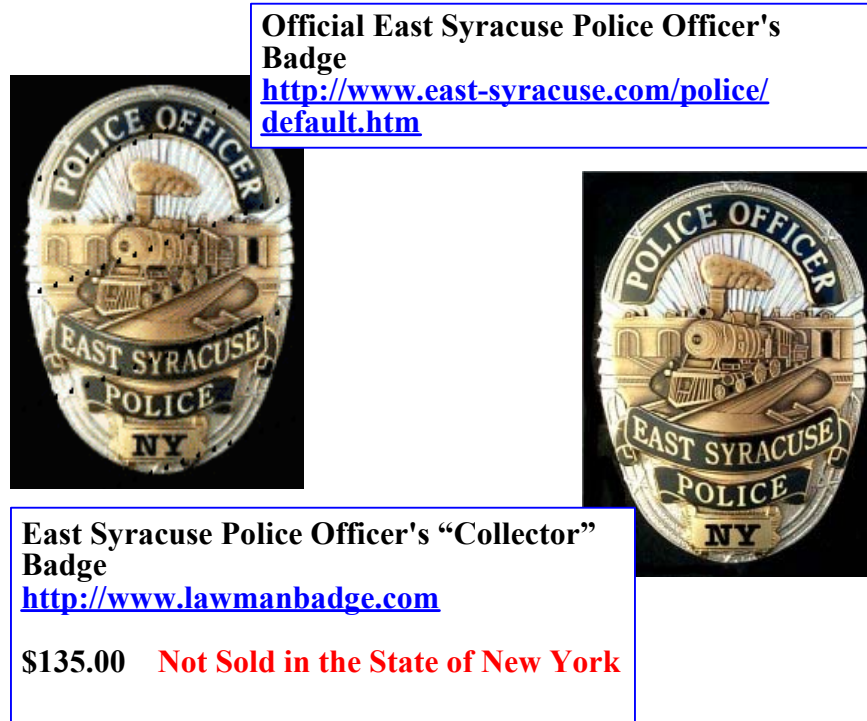 Official East Syracuse Police Officer's
Badge
http://www.east-syracuse.com/police/
default.htm
POLICE OFFICER
EAST SYRACUSE
POLICE
NY
POLICE OFFICER
EAST SYRACUSE
POLICE
NY
East Syracuse Police Officer's “Collector”
Badge
http://www.lawmanbadge.com
$135.00 Not Sold in the State of New York